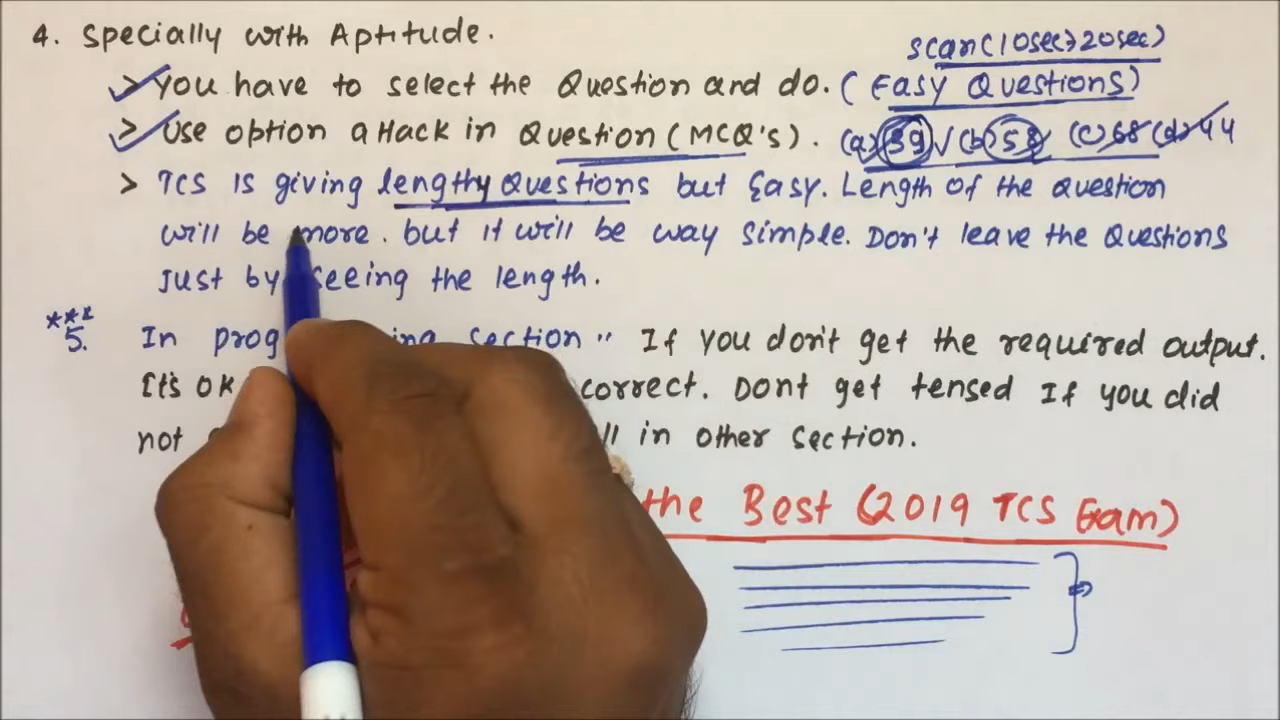 4. Specially with Aptitude.
scan(10sec→20sec)
> You have to select the Question and do. (Easy Questions)
> Use option a Hack in Question (MCQ's). (a) 39 √ (b) 58 (c) 68 (d) 44
> TCS is giving lengthy Questions but Easy. Length of the Question
will be more. but it will be way simple. Don't leave the Questions
Just by seeing the length.
***
5. In prog ing section" If you don't get the required output.
It's ok correct. Dont get tensed If you did
not in other section.
the Best (2019 TCS Exam)